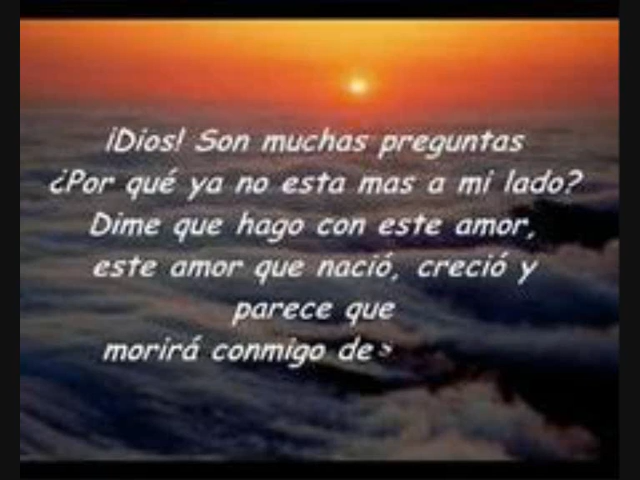 ¡Dios! Son muchas preguntas
¿Por qué ya no esta mas a mi lado?
Dime que hago con este amor,
este amor que nació, creció y
parece que
morirá conmigo de